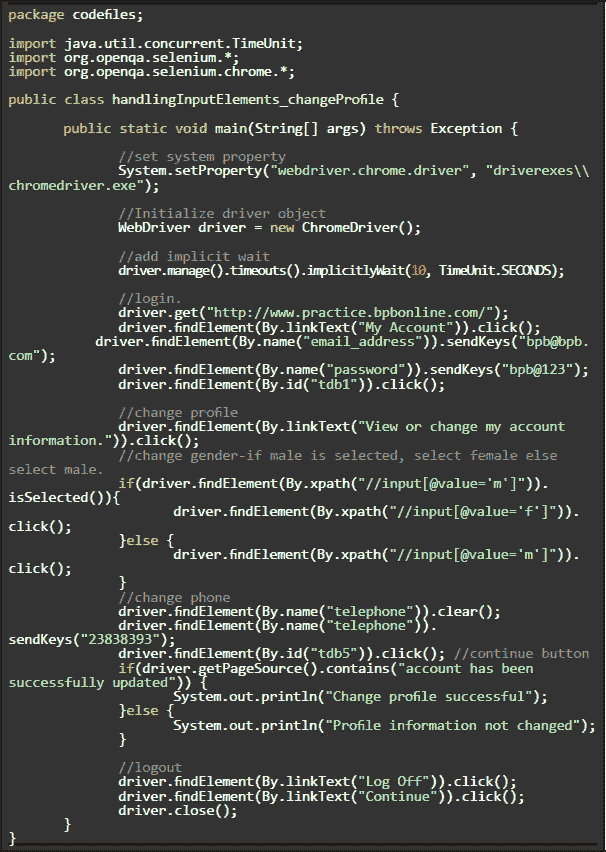 package codefiles;
import java.util.concurrent.TimeUnit;
import org.openqa.selenium.*;
import org.openqa.selenium.chrome.*;
public class handlingInputElements_changeProfile {
public static void main(String[] args) throws Exception {
//set system property
System.setProperty("webdriver.chrome.driver", "driverexes\\
chromedriver.exe");
//Initialize driver object
WebDriver driver = new ChromeDriver();
//add implicit wait
driver.manage().timeouts().implicitlyWait(10, TimeUnit.SECONDS);
//login.
driver.get("http://www.practice.bpbonline.com/");
driver.findElement(By.linkText("My Account")).click();
driver.findElement(By.name("email_address")).sendKeys("bpb@bpb.
com");
driver.findElement(By.name("password")).sendKeys("bpb@123");
driver.findElement(By.id("tdb1")).click();
//change profile
driver.findElement(By.linkText("View or change my account
information.")).click();
//change gender-if male is selected, select female else
select male.
if(driver.findElement(By.xpath("//input[@value='m']")).
isSelected()){
driver.findElement(By.xpath("//input[@value='f']")).
click();
}else {
driver.findElement(By.xpath("//input[@value='m']")).
click();
}
//change phone
driver.findElement(By.name("telephone")).clear();
driver.findElement(By.name("telephone")).
sendKeys("23838393");
driver.findElement(By.id("tdb5")).click(); //continue button
if(driver.getPageSource().contains("account has been
successfully updated")) {
System.out.println("Change profile successful");
}else {
System.out.println("Profile information not changed");
}
//logout
driver.findElement(By.linkText("Log Off")).click();
driver.findElement(By.linkText("Continue")).click();
driver.close();
}
}